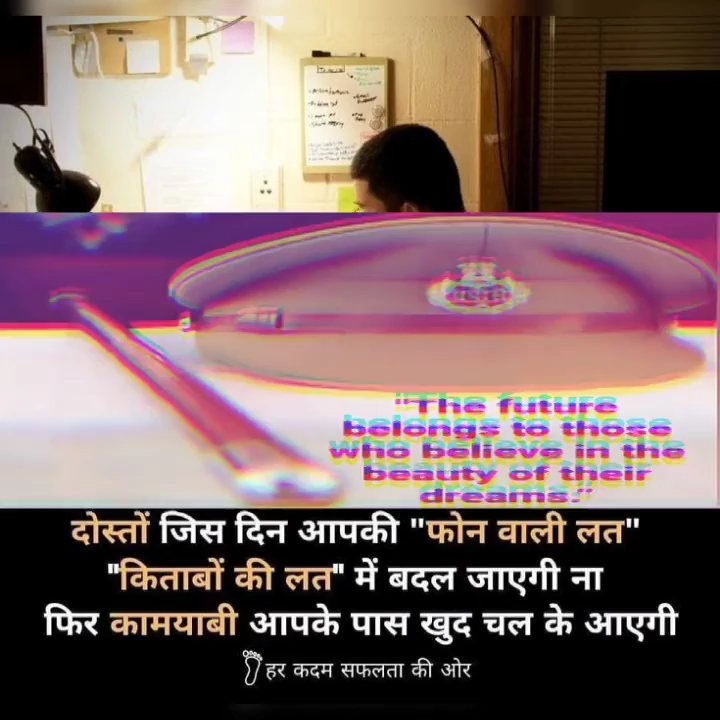 "The future
belongs to those
who believe in the
beauty of their
dreams."
दोस्तों जिस दिन आपकी "फोन वाली लत"
"किताबों की लत" में बदल जाएगी ना
फिर कामयाबी आपके पास खुद चल के आएगी
हर कदम सफलता की ओर